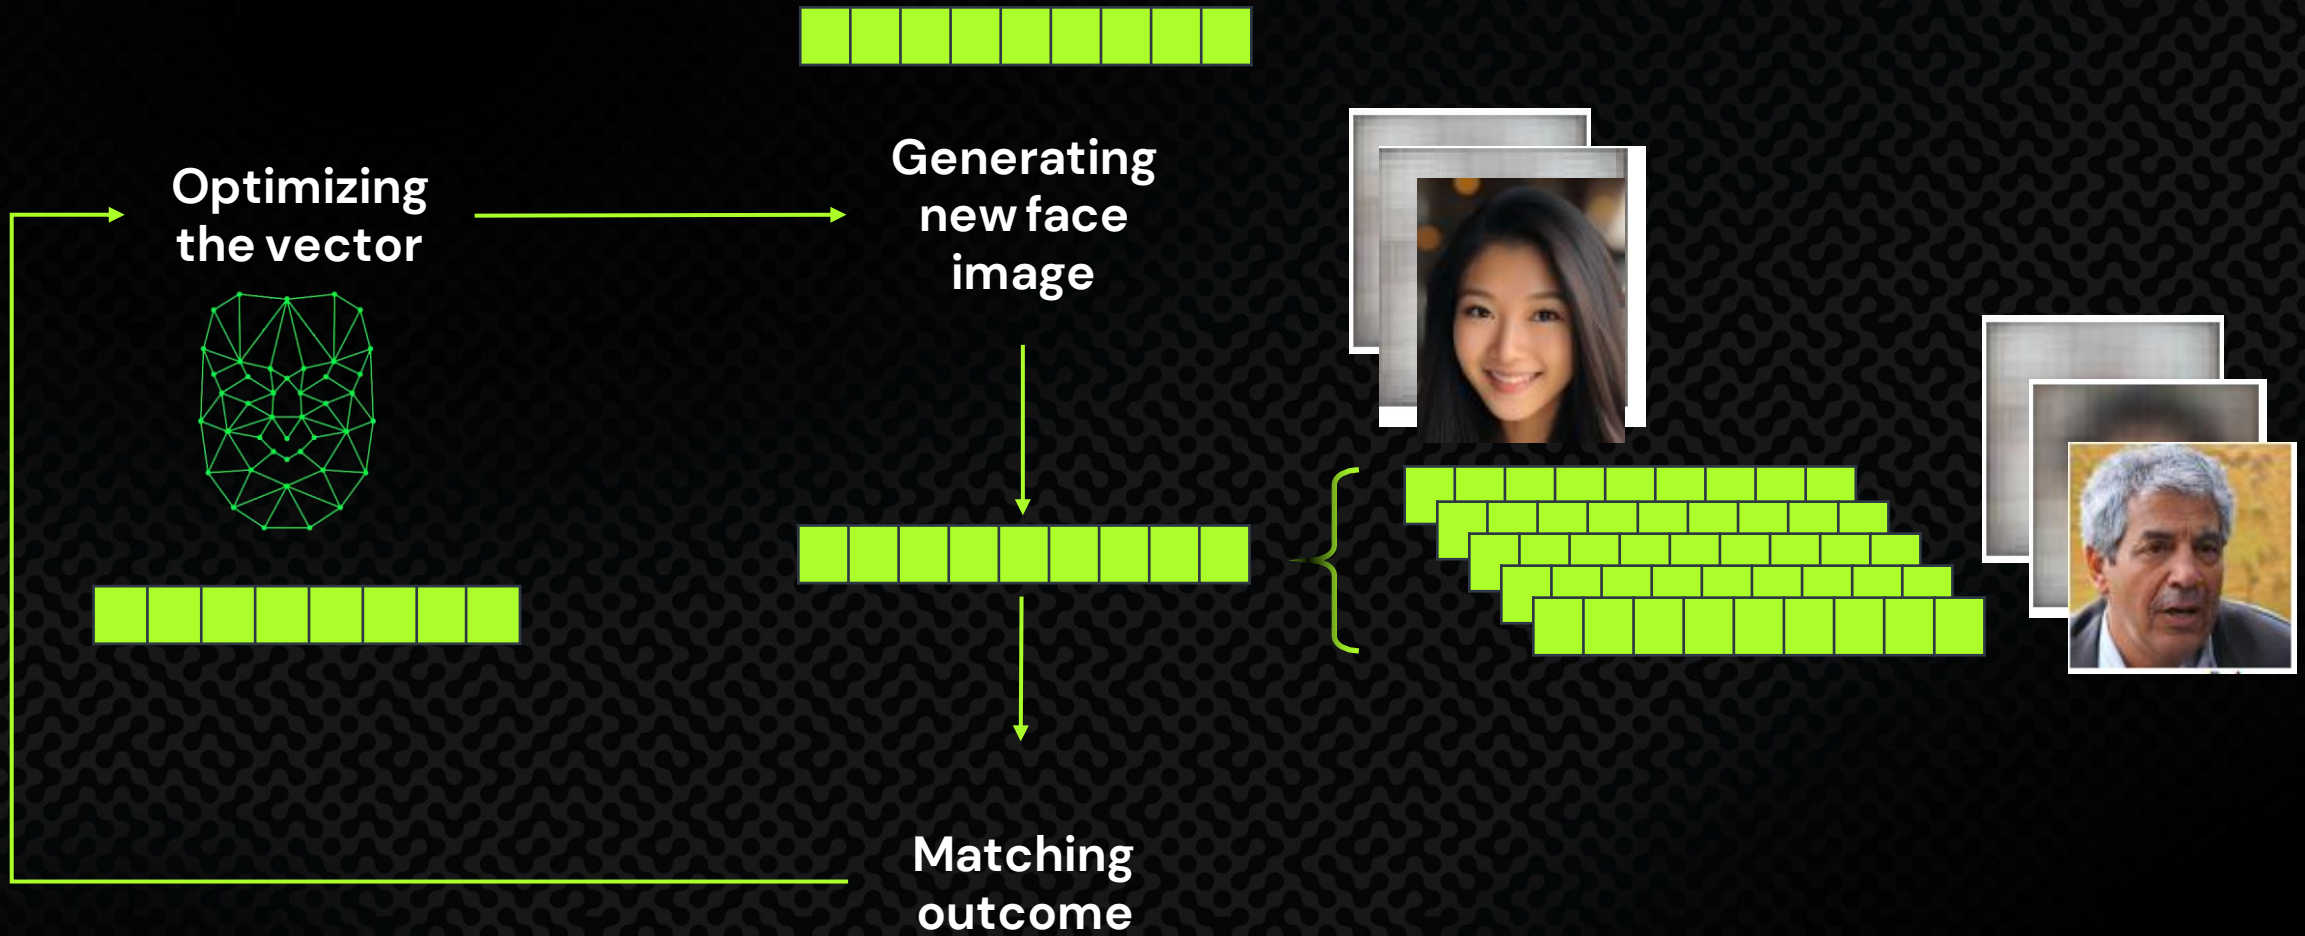 Optimizing
the vector
Generating
new face
image
Matching
outcome